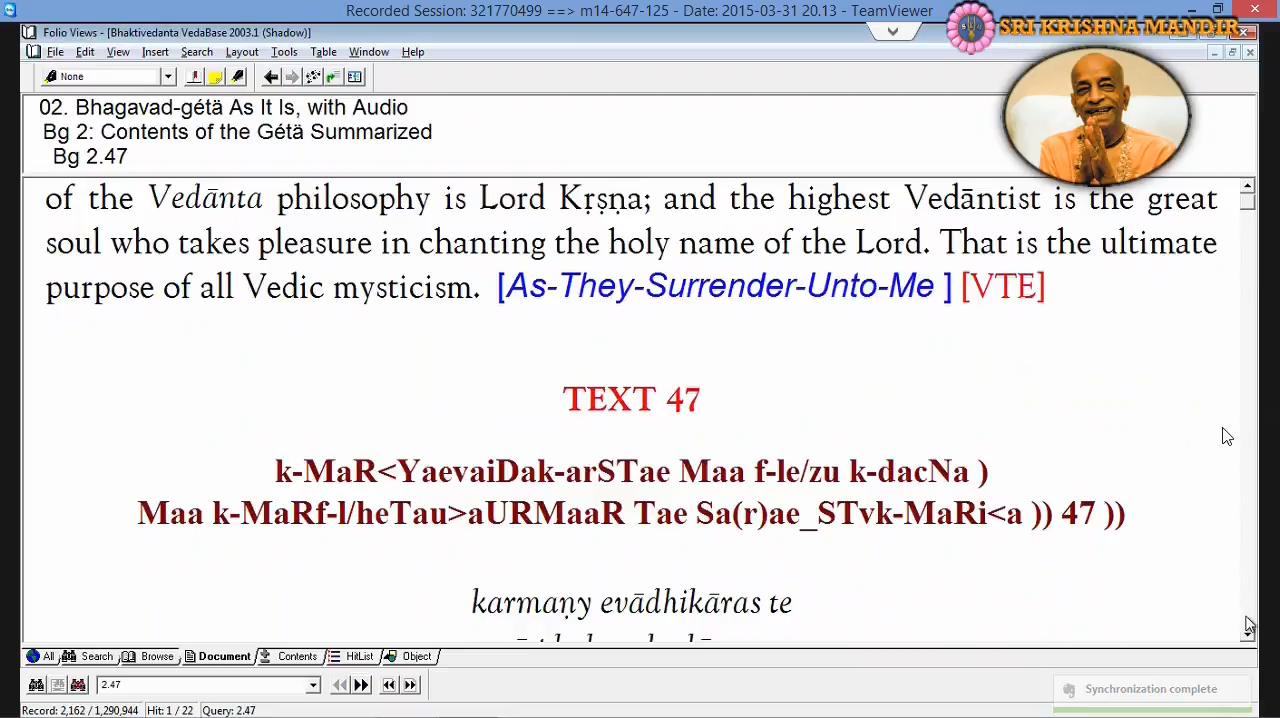 Recorded Session: 321770499 ==> m14-647-125 - Date: 2015-03-31 20.13 - TeamViewer
SRI KRISHNA MANDIR
Folio Views - [Bhaktivedanta VedaBase 2003.1 (Shadow)]
File Edit View Insert Search Layout Tools Table Window Help
None
02. Bhagavad-gétä As It Is, with Audio
Bg 2: Contents of the Gétä Summarized
Bg 2.47
of the Vedānta philosophy is Lord Kṛṣṇa; and the highest Vedāntist is the great
soul who takes pleasure in chanting the holy name of the Lord. That is the ultimate
purpose of all Vedic mysticism. [As-They-Surrender-Unto-Me ] [VTE]
TEXT 47
k-MaR<YaevaiDak-arSTae Maa f-le/zu k-dacNa )
Maa k-MaRf-l/heTau>aURMaaR Tae Sa(r)ae_STvk-MaRi<a )) 47 ))
karmaṇy evādhikāras te
All Search Browse Document Contents HitList Object
2.47
Synchronization complete
Record: 2,162 / 1,290,944 Hit: 1 / 22 Query: 2.47